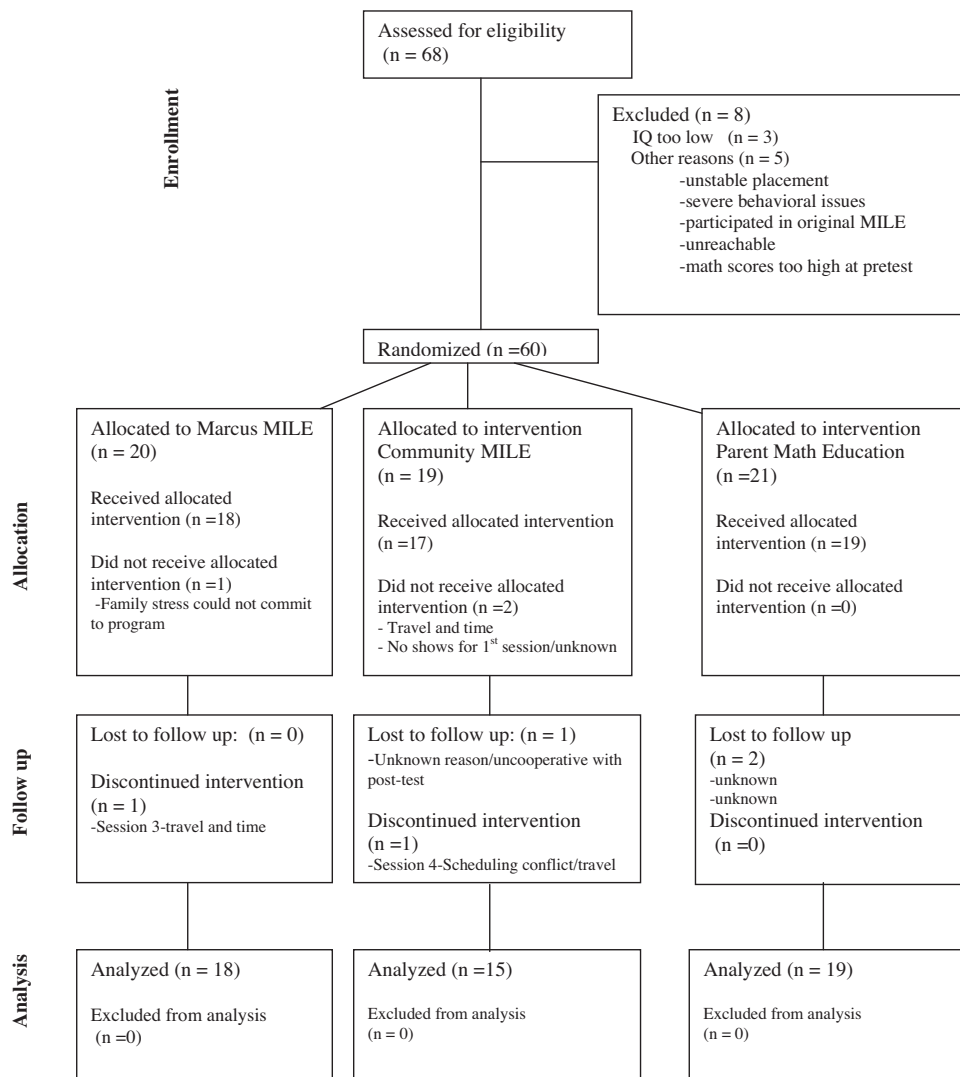 Enrollment
Assessed for eligibility
(n = 68)
Excluded (n = 8)
IQ too low (n = 3)
Other reasons (n = 5)
-unstable placement
-severe behavioral issues
-participated in original MILE
-unreachable
-math scores too high at pretest
Randomized (n =60)
Allocation
Allocated to Marcus MILE
(n = 20)
Received allocated
intervention (n =18)
Did not receive allocated
intervention (n =1)
-Family stress could not commit
to program
Allocated to intervention
Community MILE
(n = 19)
Received allocated intervention
(n =17)
Did not receive allocated
intervention (n =2)
- Travel and time
- No shows for 1st session/unknown
Allocated to intervention
Parent Math Education
(n =21)
Received allocated
intervention (n =19)
Did not receive allocated
intervention (n =0)
Follow up
Lost to follow up: (n = 0)
Discontinued intervention
(n = 1)
-Session 3-travel and time
Lost to follow up: (n = 1)
-Unknown reason/uncooperative with
post-test
Discontinued intervention
(n =1)
-Session 4-Scheduling conflict/travel
Lost to follow up
(n = 2)
-unknown
-unknown
Discontinued intervention
(n =0)
Analysis
Analyzed (n = 18)
Excluded from analysis
(n =0)
Analyzed (n =15)
Excluded from analysis
(n = 0)
Analyzed (n = 19)
Excluded from analysis
(n = 0)